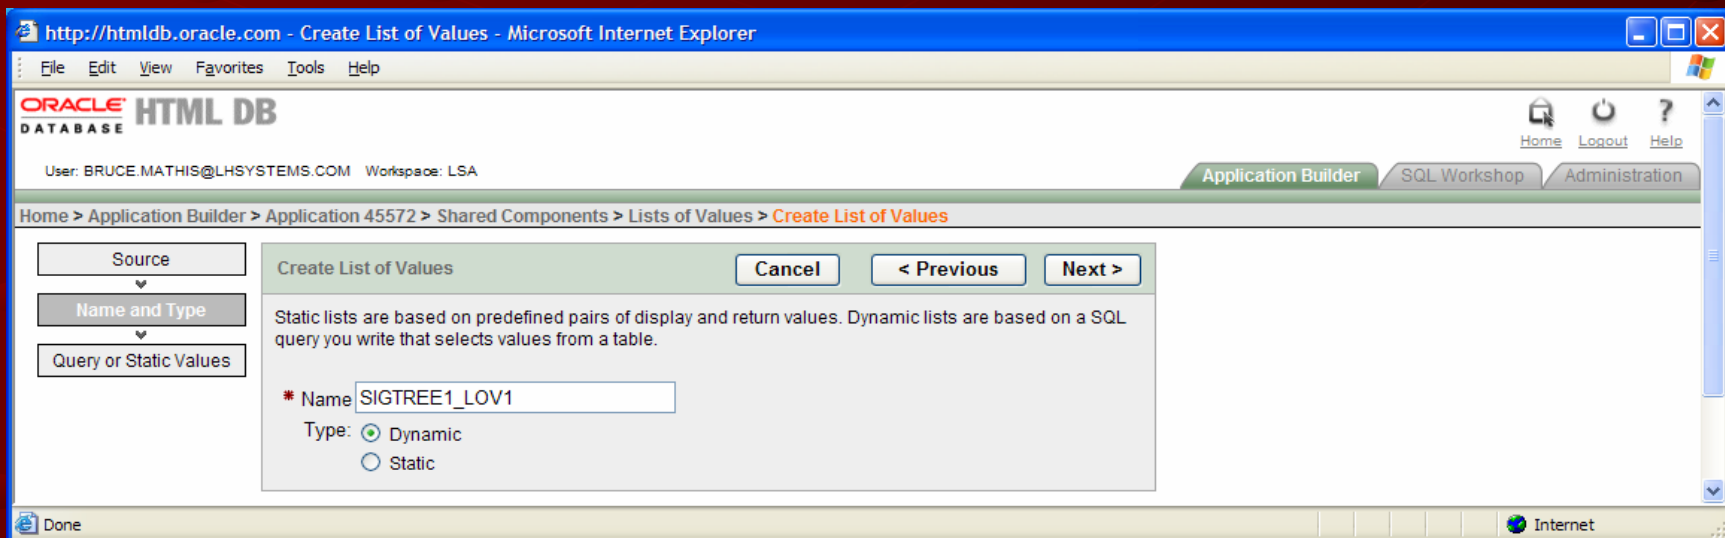 http://htmldb.oracle.com - Create List of Values - Microsoft Internet Explorer
File Edit View Favorites Tools Help
ORACLE DATABASE HTML DB
Home Logout Help
User: BRUCE.MATHIS@LHSYSTEMS.COM Workspace: LSA
Application Builder SQL Workshop Administration
Home > Application Builder > Application 45572 > Shared Components > Lists of Values > Create List of Values
Source
Name and Type
Query or Static Values
Create List of Values Cancel < Previous Next >
Static lists are based on predefined pairs of display and return values. Dynamic lists are based on a SQL
query you write that selects values from a table.
* Name SIGTREE1_LOV1
Type: Dynamic
Static
Done Internet